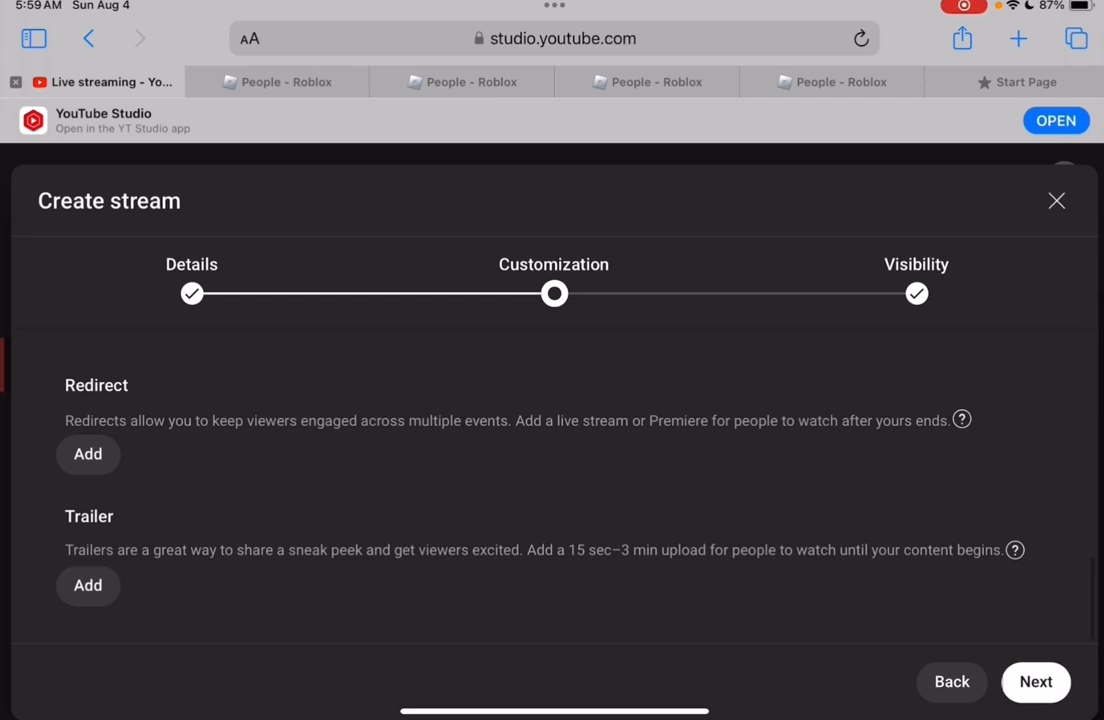 5:59 AM Sun Aug 4
87%
AA
studio.youtube.com
Live streaming - Yo...
People - Roblox
People - Roblox
People - Roblox
People - Roblox
Start Page
YouTube Studio
Open in the YT Studio app
OPEN
Create stream
Details
Customization
Visibility
Redirect
Redirects allow you to keep viewers engaged across multiple events. Add a live stream or Premiere for people to watch after yours ends.
Add
Trailer
Trailers are a great way to share a sneak peek and get viewers excited. Add a 15 sec–3 min upload for people to watch until your content begins.
Add
Back
Next